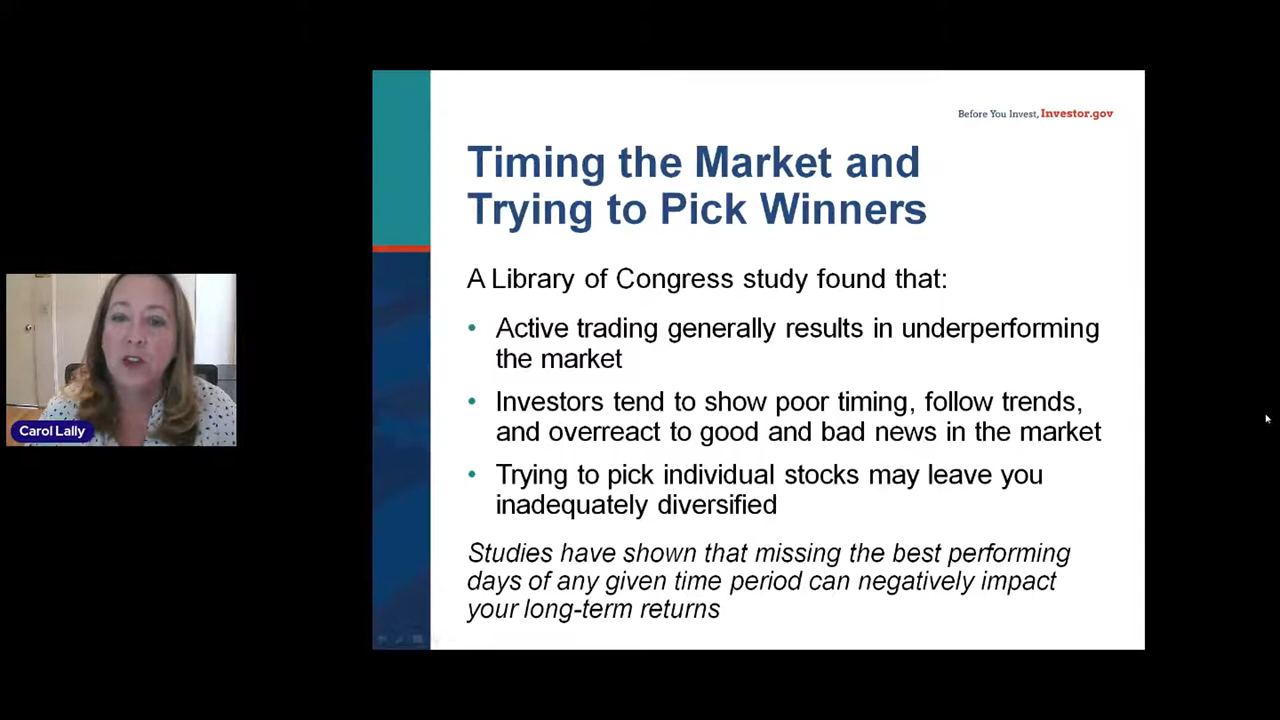 Before You Invest, Investor.gov
Timing the Market and
Trying to Pick Winners
A Library of Congress study found that:
• Active trading generally results in underperforming
the market
• Investors tend to show poor timing, follow trends,
and overreact to good and bad news in the market
• Trying to pick individual stocks may leave you
inadequately diversified
Studies have shown that missing the best performing
days of any given time period can negatively impact
your long-term returns
Carol Lally